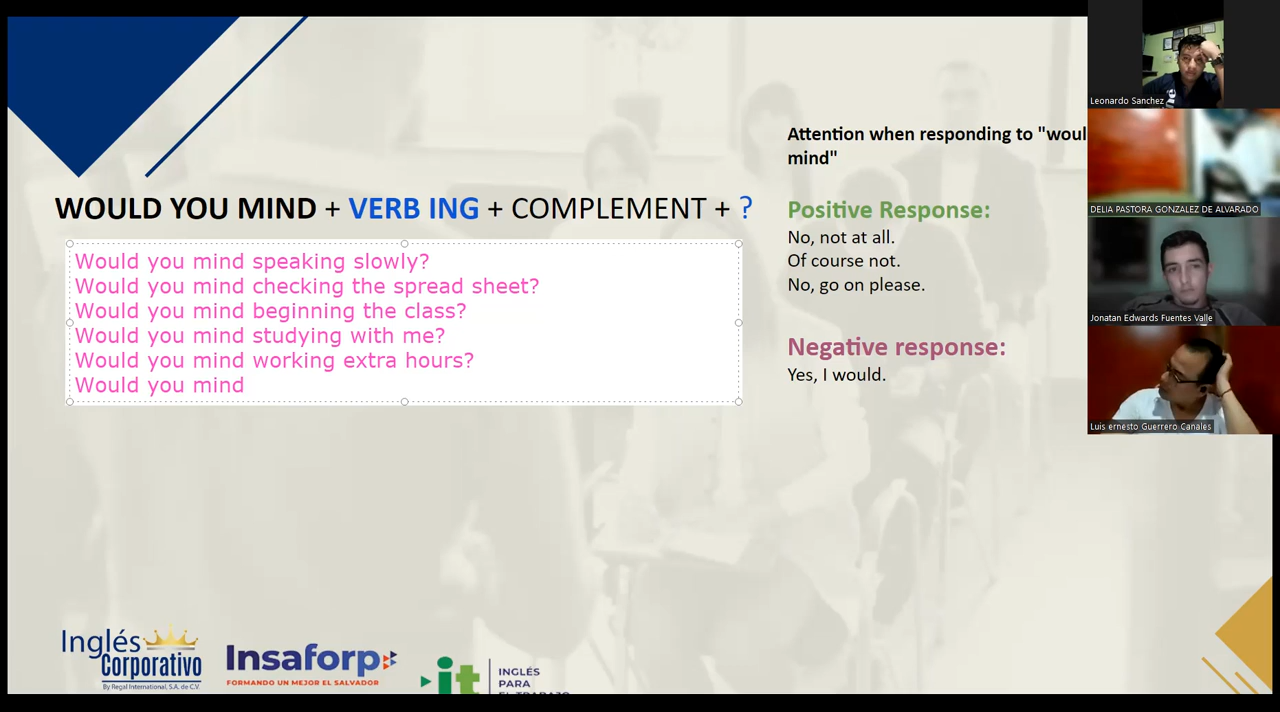 WOULD YOU MIND + VERB ING + COMPLEMENT + ?
Would you mind speaking slowly?
Would you mind checking the spread sheet?
Would you mind beginning the class?
Would you mind studying with me?
Would you mind working extra hours?
Would you mind
Attention when responding to "woul
mind"
Positive Response:
No, not at all.
Of course not.
No, go on please.
Negative response:
Yes, I would.
Leonardo Sanchez
DELIA PASTORA GONZALEZ DE ALVARADO
Jonatan Edwards Fuentes Valle
Luis ernesto Guerrero Canales
Inglés
Corporativo
By Regal International, S.A. de C.V.
Insaforp
FORMANDO UN MEJOR EL SALVADOR
it
INGLÉS
PARA
EL TRABAJO